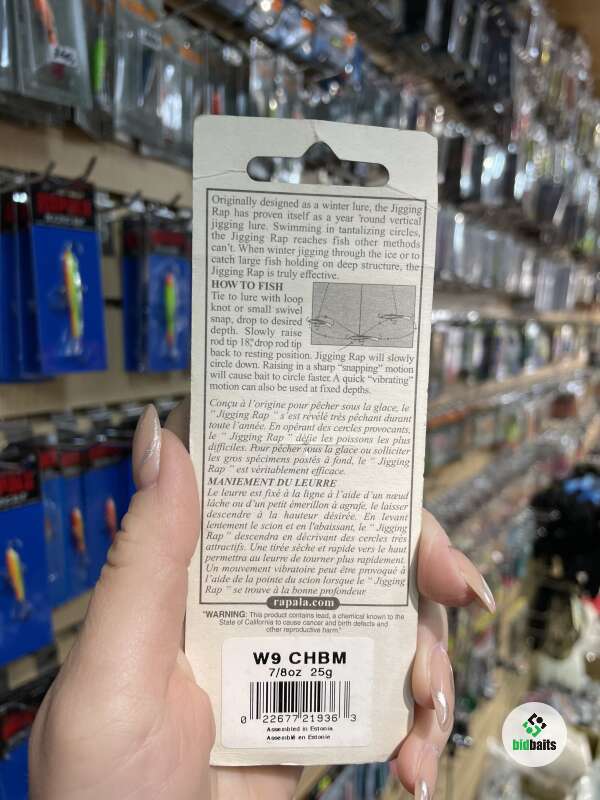 Originally designed as a winter lure, the Jigging
Rap has proven itself as a year 'round vertical
jigging lure. Swimming in tantalizing circles,
the Jigging Rap reaches fish other methods
can't. When winter jigging through the ice or to
catch large fish holding on deep structure, the
Jigging Rap is truly effective.
HOW TO FISH
Tie to lure with loop
knot or small swivel
snap, drop to desired
depth. Slowly raise
rod tip 18," drop rod tip
back to resting position. Jigging Rap will slowly
circle down. Raising in a sharp "snapping" motion
will cause bait to circle faster. A quick "vibrating"
motion can also be used at fixed depths.
Conçu à l'origine pour pêcher sous la glace, le
" Jigging Rap " s'est révélé très pêchant durant
toute l'année. En opérant des cercles provocants,
le " Jigging Rap " défie les poissons les plus
difficiles. Pour pêcher sous la glace ou solliciter
les gros spécimens postés à fond, le " Jigging
Rap " est véritablement efficace.
MANIEMENT DU LEURRE
Le leurre est fixé à la ligne à l'aide d'un nœud
lâche ou d'un petit émerillon à agrafe, le laisser
descendre à la hauteur désirée. En levant
lentement le scion et en l'abaissant, le " Jigging
Rap " descendra en décrivant des cercles très
attractifs. Une tirée sèche et rapide vers le haut
permettra au leurre de tourner plus rapidement.
Un mouvement vibratoire peut être provoqué à
l'aide de la pointe du scion lorsque le " Jigging
Rap " se trouve à la bonne profondeur
rapala.com
"WARNING: This product contains lead, a chemical known to the
State of California to cause cancer and birth defects and
other reproductive harm."
W9 CHBM
7/8oz 25g
0 22677 21936 3
Assembled in Estonia
Assemblé en Estonie
bidbaits